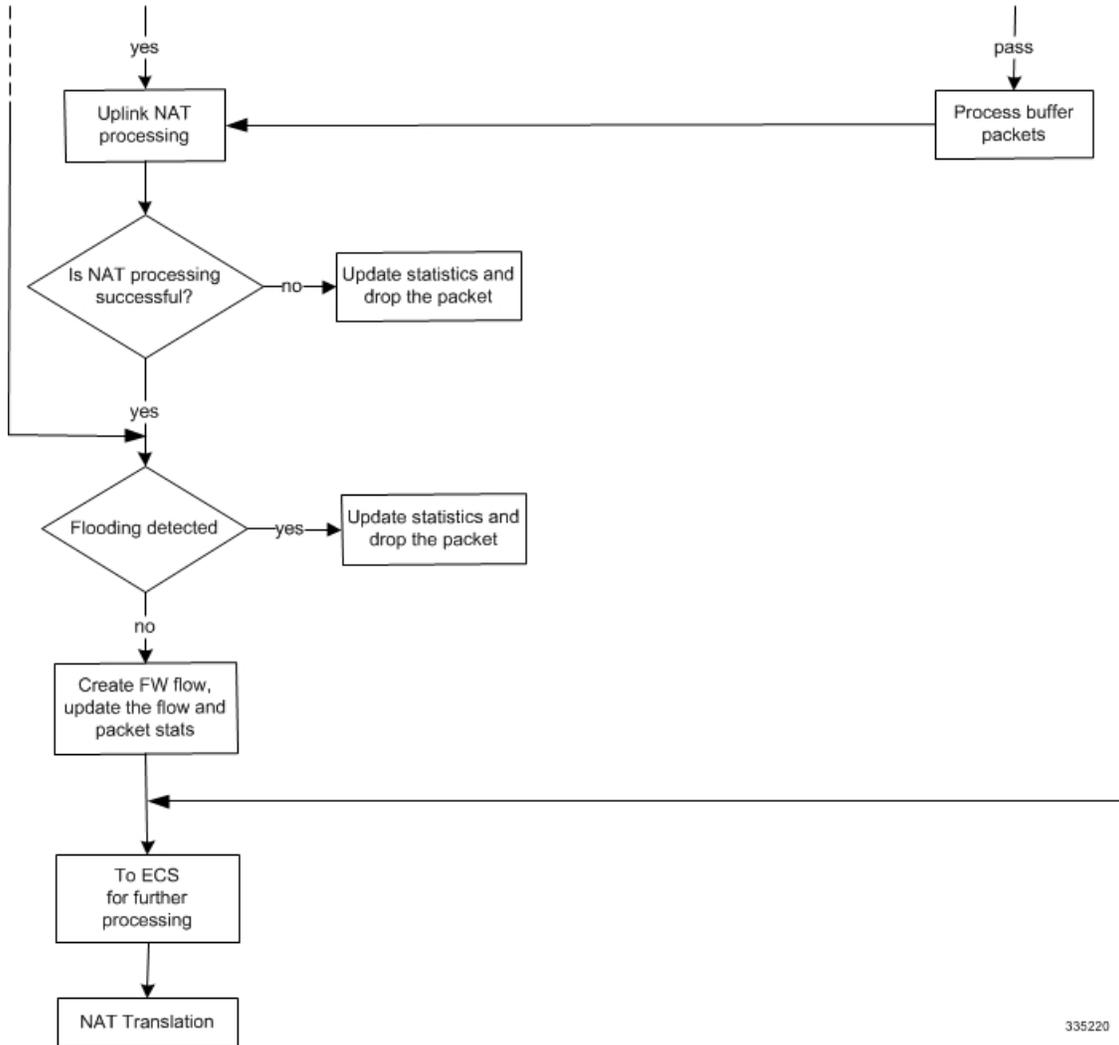 yes
pass
Uplink NAT
processing
Process buffer
packets
Is NAT processing
successful?
no
Update statistics and
drop the packet
yes
Flooding detected
yes
Update statistics and
drop the packet
no
Create FW flow,
update the flow and
packet stats
To ECS
for further
processing
NAT Translation
335220